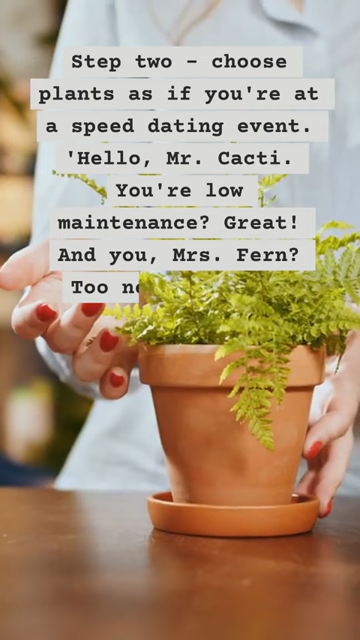 Step two – choose
plants as if you're at
a speed dating event.
'Hello, Mr. Cacti.
You're low
maintenance? Great!
And you, Mrs. Fern?
Too